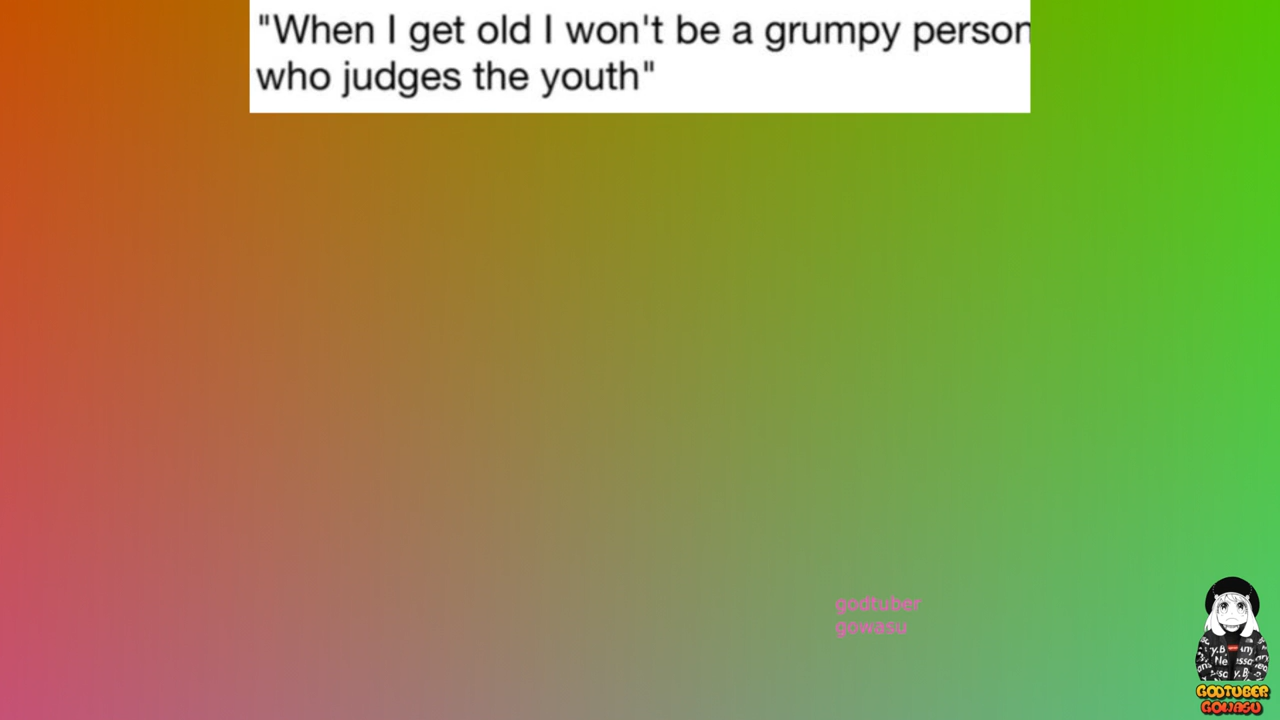 "When I get old I won't be a grumpy person
who judges the youth"
godtuber
gowasu
GODTUBER
GOWASU